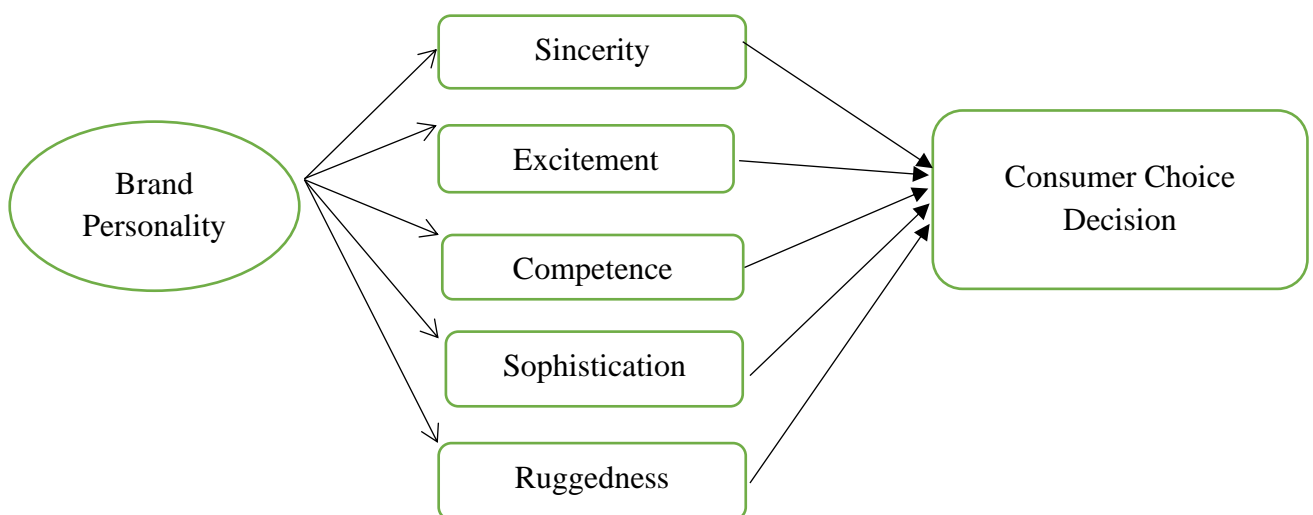 Brand
Personality
Sincerity
Excitement
Competence
Sophistication
Ruggedness
Consumer Choice
Decision